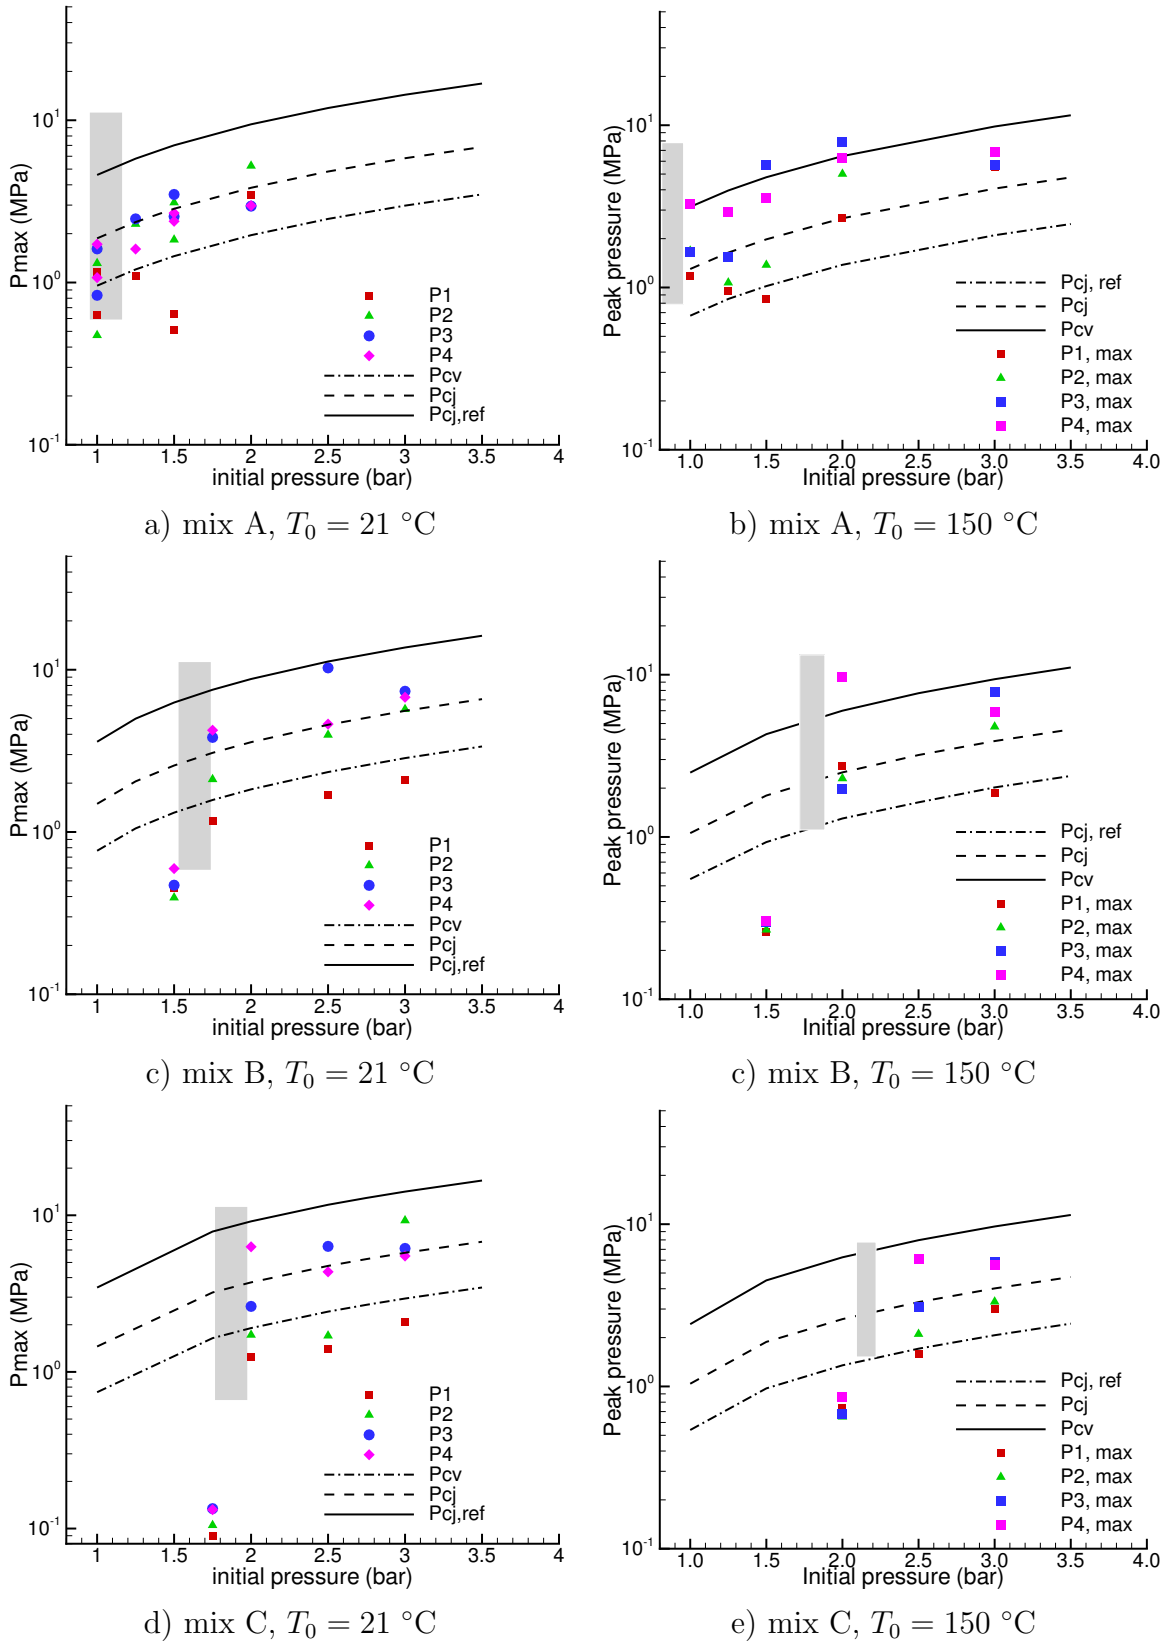 Pmax (MPa)
10¹
10⁰
10⁻¹
1 1.5 2 2.5 3 3.5 4
initial pressure (bar)
P1
P2
P3
P4
Pcv
Pcj
Pcj,ref
a) mix A, T₀ = 21 °C
Peak pressure (MPa)
10¹
10⁰
10⁻¹
1.0 1.5 2.0 2.5 3.0 3.5 4.0
Initial pressure (bar)
Pcj, ref
Pcj
Pcv
P1, max
P2, max
P3, max
P4, max
b) mix A, T₀ = 150 °C
Pmax (MPa)
10¹
10⁰
10⁻¹
1 1.5 2 2.5 3 3.5 4
initial pressure (bar)
P1
P2
P3
P4
Pcv
Pcj
Pcj,ref
c) mix B, T₀ = 21 °C
Peak pressure (MPa)
10¹
10⁰
10⁻¹
1.0 1.5 2.0 2.5 3.0 3.5 4.0
Initial pressure (bar)
Pcj, ref
Pcj
Pcv
P1, max
P2, max
P3, max
P4, max
c) mix B, T₀ = 150 °C
Pmax (MPa)
10¹
10⁰
10⁻¹
1 1.5 2 2.5 3 3.5 4
initial pressure (bar)
P1
P2
P3
P4
Pcv
Pcj
Pcj,ref
d) mix C, T₀ = 21 °C
Peak pressure (MPa)
10¹
10⁰
10⁻¹
1.0 1.5 2.0 2.5 3.0 3.5 4.0
Initial pressure (bar)
Pcj, ref
Pcj
Pcv
P1, max
P2, max
P3, max
P4, max
e) mix C, T₀ = 150 °C